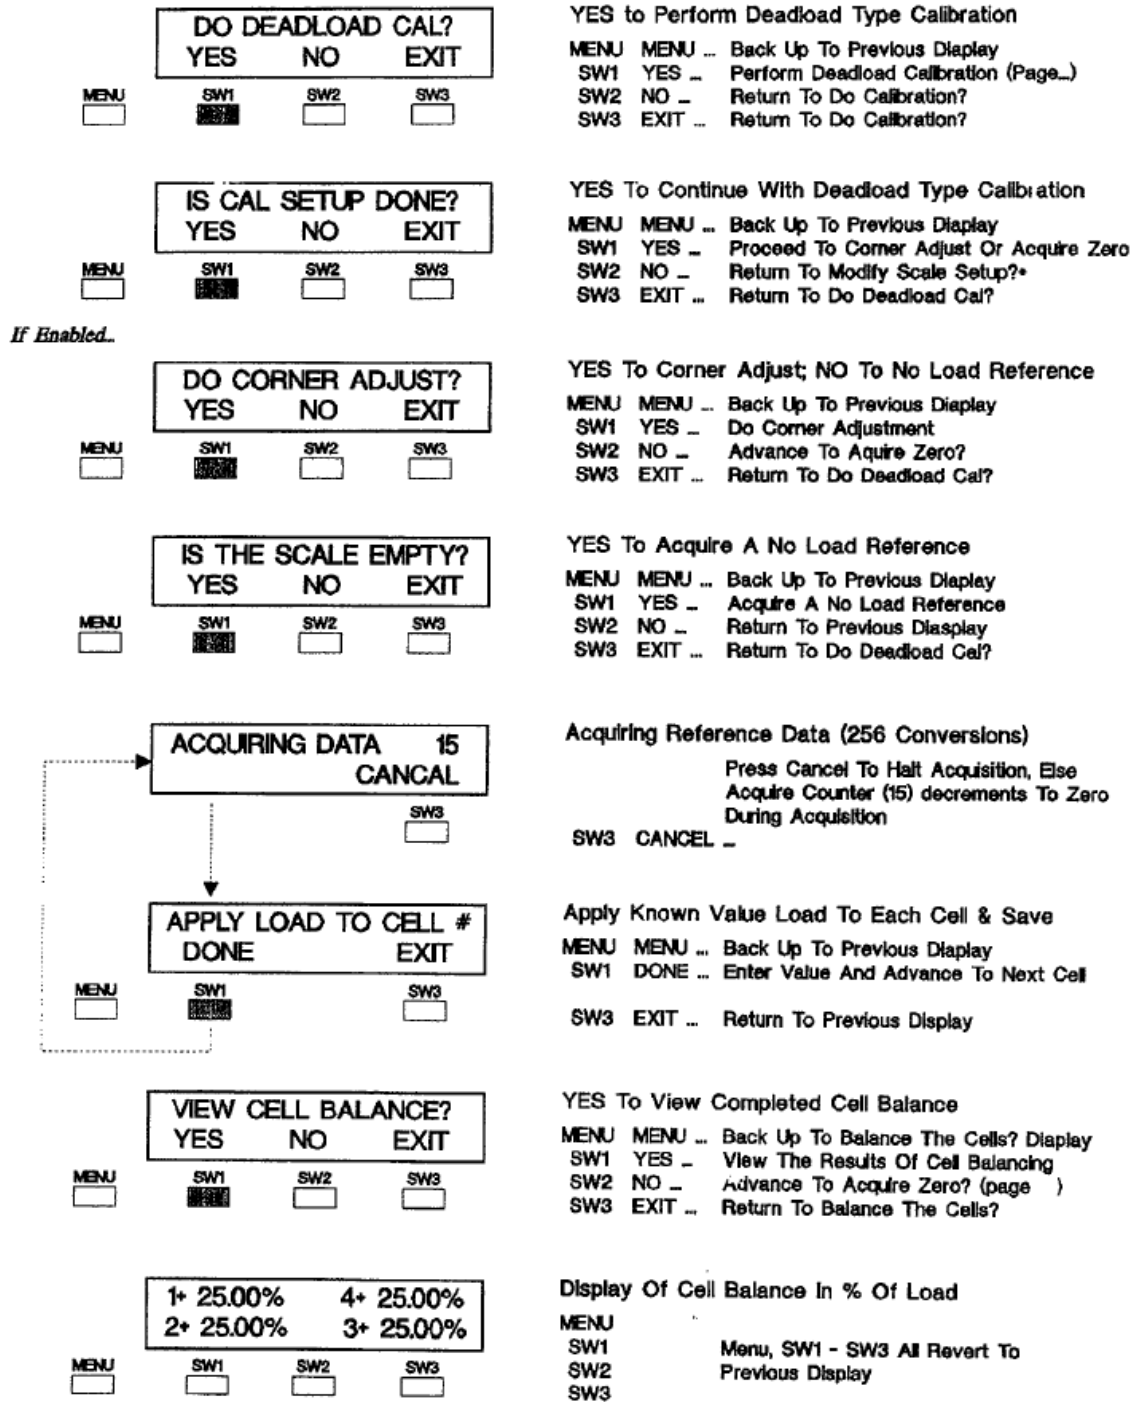 DO DEADLOAD CAL?
YES NO EXIT
MENU SW1 SW2 SW3
YES to Perform Deadload Type Calibration
MENU MENU ... Back Up To Previous Display
SW1 YES ... Perform Deadload Calibration (Page...)
SW2 NO ... Return To Do Calibration?
SW3 EXIT ... Return To Do Calibration?
IS CAL SETUP DONE?
YES NO EXIT
MENU SW1 SW2 SW3
YES To Continue With Deadload Type Calibration
MENU MENU ... Back Up To Previous Display
SW1 YES ... Proceed To Corner Adjust Or Acquire Zero
SW2 NO ... Return To Modify Scale Setup?*
SW3 EXIT ... Return To Do Deadload Cal?
If Enabled...
DO CORNER ADJUST?
YES NO EXIT
MENU SW1 SW2 SW3
YES To Corner Adjust; NO To No Load Reference
MENU MENU ... Back Up To Previous Display
SW1 YES ... Do Corner Adjustment
SW2 NO ... Advance To Aquire Zero?
SW3 EXIT ... Return To Do Deadload Cal?
IS THE SCALE EMPTY?
YES NO EXIT
MENU SW1 SW2 SW3
YES To Acquire A No Load Reference
MENU MENU ... Back Up To Previous Display
SW1 YES ... Acquire A No Load Reference
SW2 NO ... Return To Previous Diasplay
SW3 EXIT ... Return To Do Deadload Cal?
ACQUIRING DATA 15
CANCAL
SW3
Acquiring Reference Data (256 Conversions)
Press Cancel To Halt Acquisition, Else
Acquire Counter (15) decrements To Zero
During Acquisition
SW3 CANCEL ...
APPLY LOAD TO CELL #
DONE EXIT
MENU SW1 SW3
Apply Known Value Load To Each Cell & Save
MENU MENU ... Back Up To Previous Display
SW1 DONE ... Enter Value And Advance To Next Cell
SW3 EXIT ... Return To Previous Display
VIEW CELL BALANCE?
YES NO EXIT
MENU SW1 SW2 SW3
YES To View Completed Cell Balance
MENU MENU ... Back Up To Balance The Cells? Display
SW1 YES ... View The Results Of Cell Balancing
SW2 NO ... Advance To Acquire Zero? (page )
SW3 EXIT ... Return To Balance The Cells?
1+ 25.00% 4+ 25.00%
2+ 25.00% 3+ 25.00%
MENU SW1 SW2 SW3
Display Of Cell Balance In % Of Load
MENU
SW1 Menu, SW1 - SW3 All Revert To
SW2 Previous Display
SW3